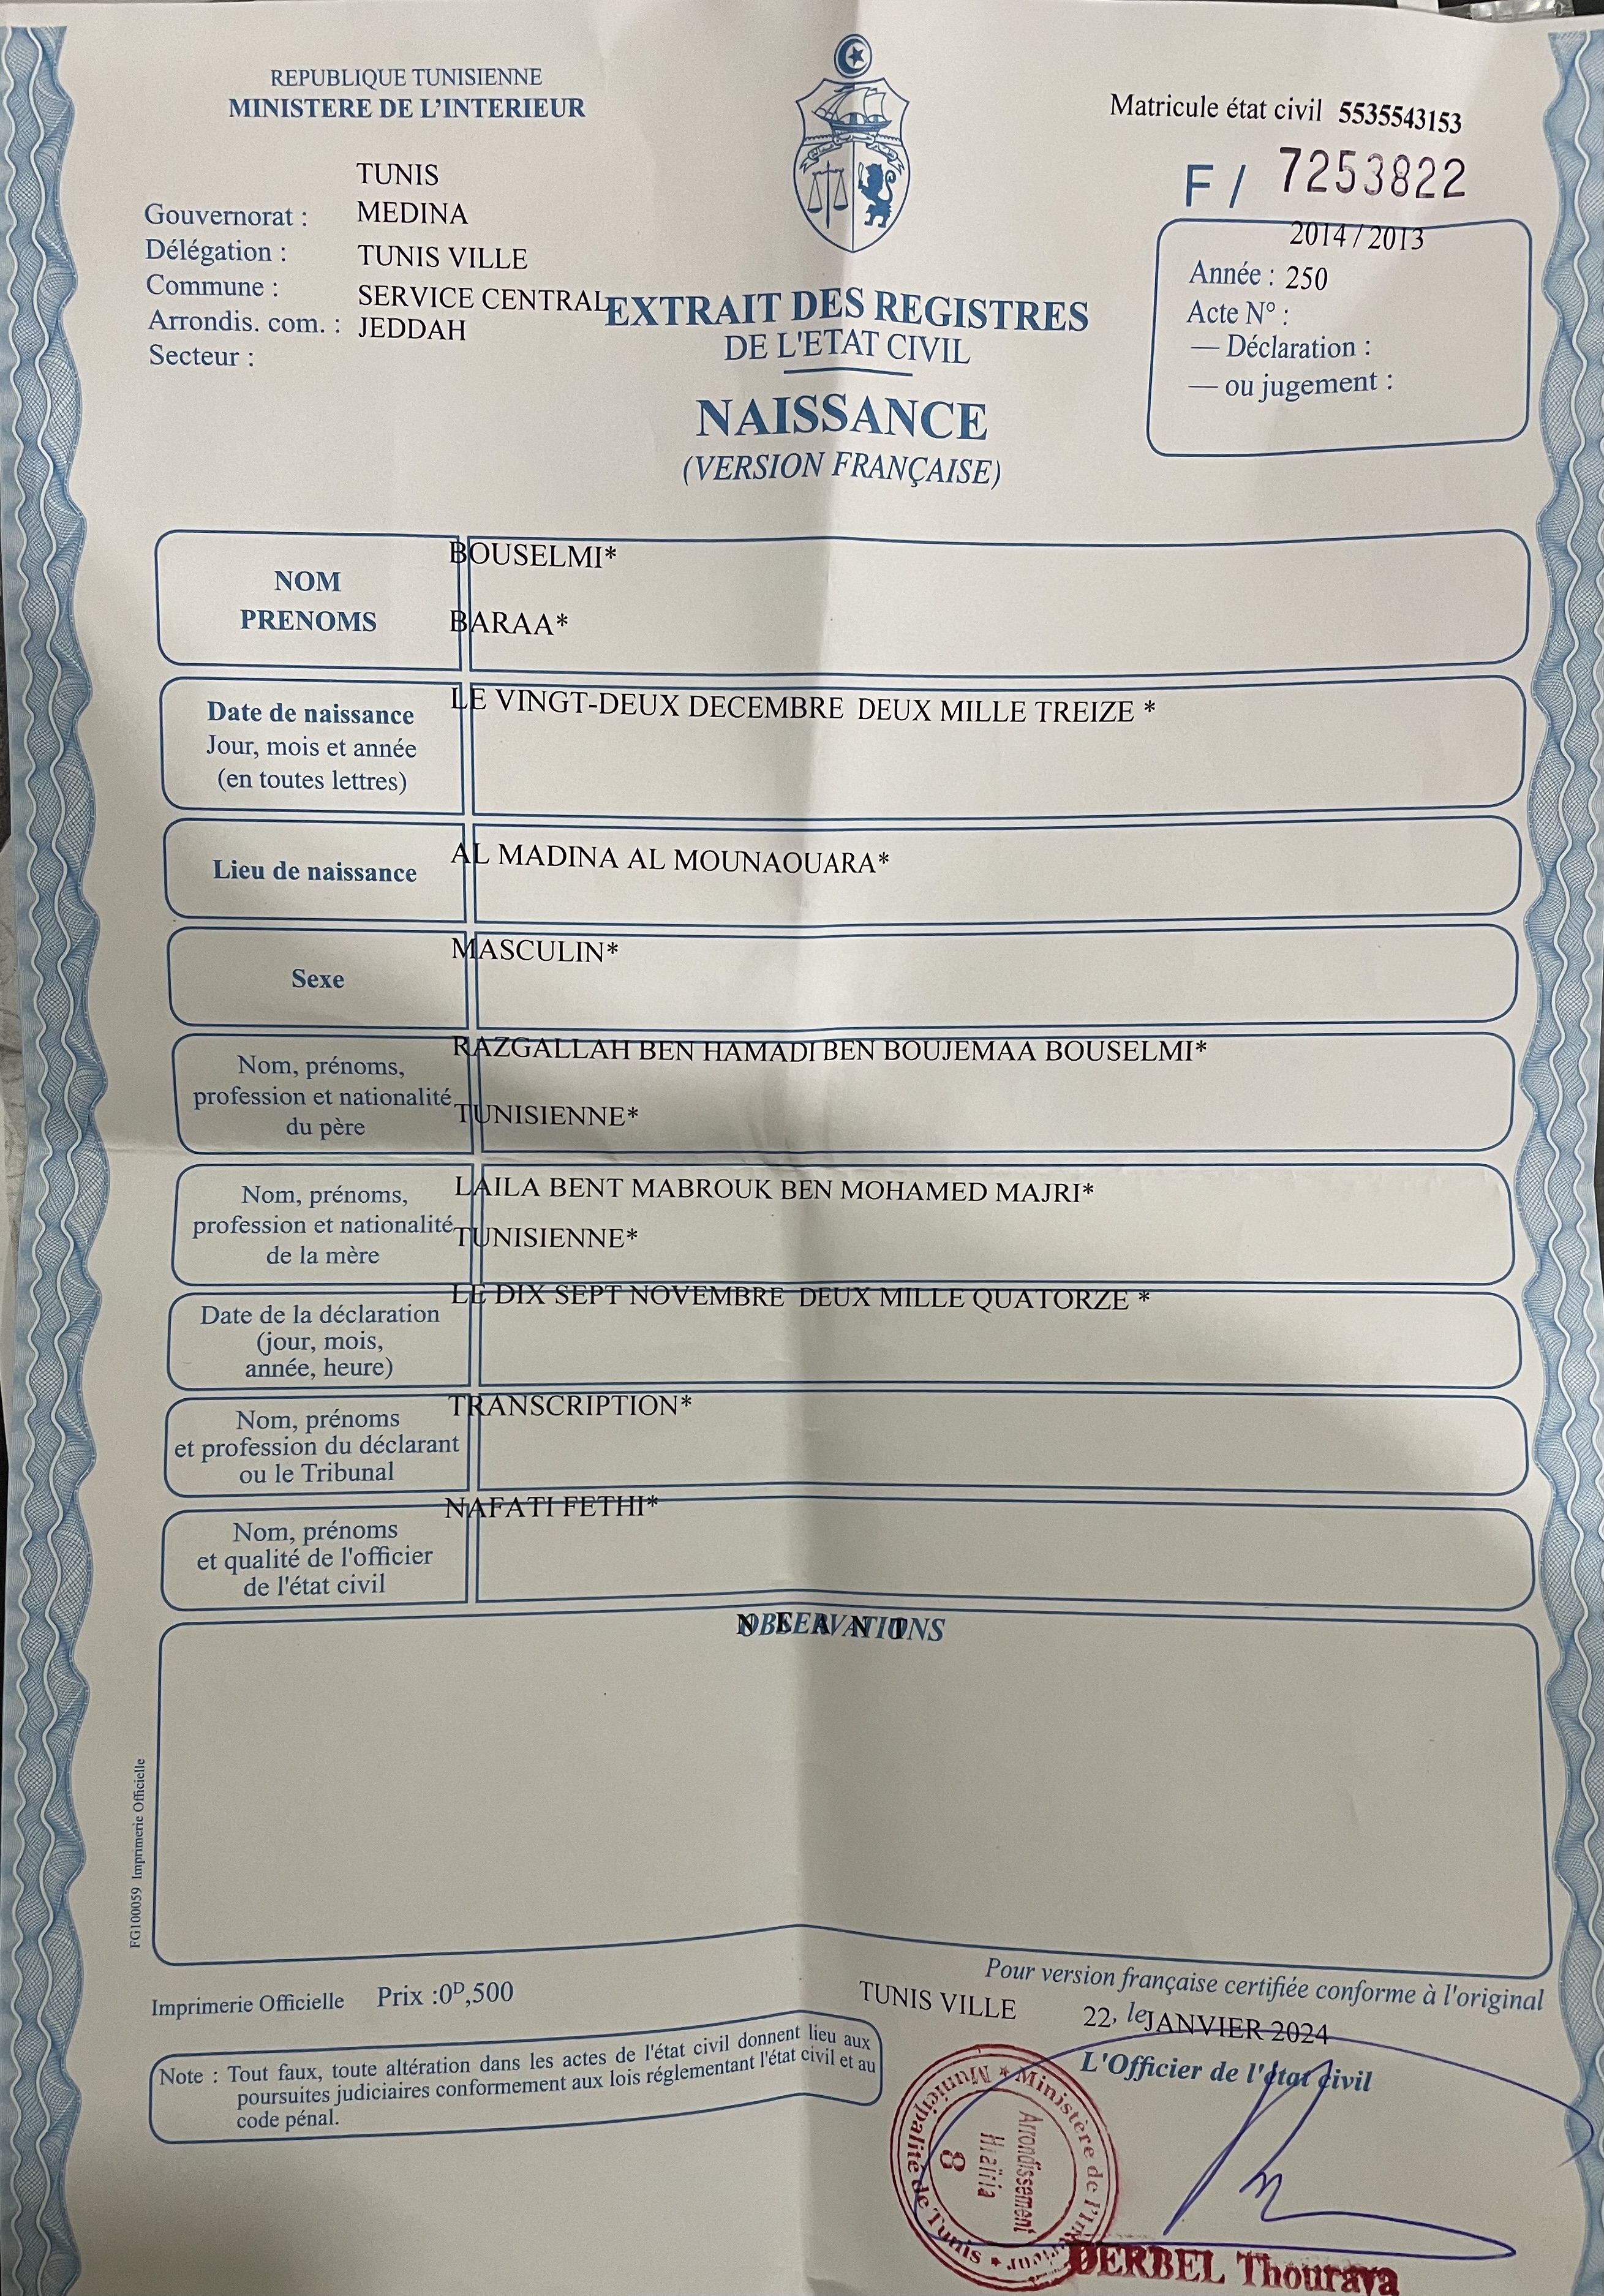 REPUBLIQUE TUNISIENNE
MINISTERE DE L'INTERIEUR
Matricule état civil 5535543153
F / 7253822
TUNIS
Gouvernorat : MEDINA
Délégation : TUNIS VILLE
Commune : SERVICE CENTRAL
Arrondis. com. : JEDDAH
Secteur :
2014/2013
Année : 250
Acte N° :
— Déclaration :
— ou jugement :
EXTRAIT DES REGISTRES
DE L'ETAT CIVIL
NAISSANCE
(VERSION FRANÇAISE)
NOM
PRENOMS
BOUSELMI*
BARAA*
Date de naissance
Jour, mois et année
(en toutes lettres)
LE VINGT-DEUX DECEMBRE DEUX MILLE TREIZE *
Lieu de naissance
AL MADINA AL MOUNAOUARA*
Sexe
MASCULIN*
Nom, prénoms,
profession et nationalité
du père
RAZGALLAH BEN HAMADI BEN BOUJEMAA BOUSELMI*
TUNISIENNE*
Nom, prénoms,
profession et nationalité
de la mère
LAILA BENT MABROUK BEN MOHAMED MAJRI*
TUNISIENNE*
Date de la déclaration
(jour, mois,
année, heure)
LE DIX SEPT NOVEMBRE DEUX MILLE QUATORZE *
Nom, prénoms
et profession du déclarant
ou le Tribunal
TRANSCRIPTION*
Nom, prénoms
et qualité de l'officier
de l'état civil
NAFATI FETHI*
OBSERVATIONS
N E A N T
FG100059 Imprimerie Officielle
Imprimerie Officielle Prix :0D,500
Pour version française certifiée conforme à l'original
TUNIS VILLE 22, le JANVIER 2024
L'Officier de l'état civil
Note : Tout faux, toute altération dans les actes de l'état civil donnent lieu aux
poursuites judiciaires conformement aux lois réglementant l'état civil et au
code pénal.
Ministère de l'Intérieur ★ Municipalité de Tunis ★
Arrondissement
Hraïria
8
DERBEL Thouraya